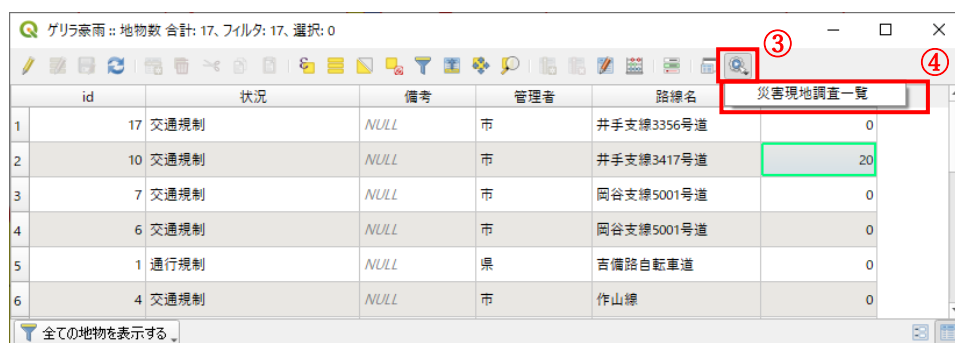 ゲリラ豪雨 :: 地物数 合計: 17、フィルタ: 17、選択: 0
③
④
id 状況 備考 管理者 路線名 災害現地調査一覧
1 17 交通規制 NULL 市 井手支線3356号道 0
2 10 交通規制 NULL 市 井手支線3417号道 20
3 7 交通規制 NULL 市 岡谷支線5001号道 0
4 6 交通規制 NULL 市 岡谷支線5001号道 0
5 1 通行規制 NULL 県 吉備路自転車道 0
6 4 交通規制 NULL 市 作山線 0
全ての地物を表示する